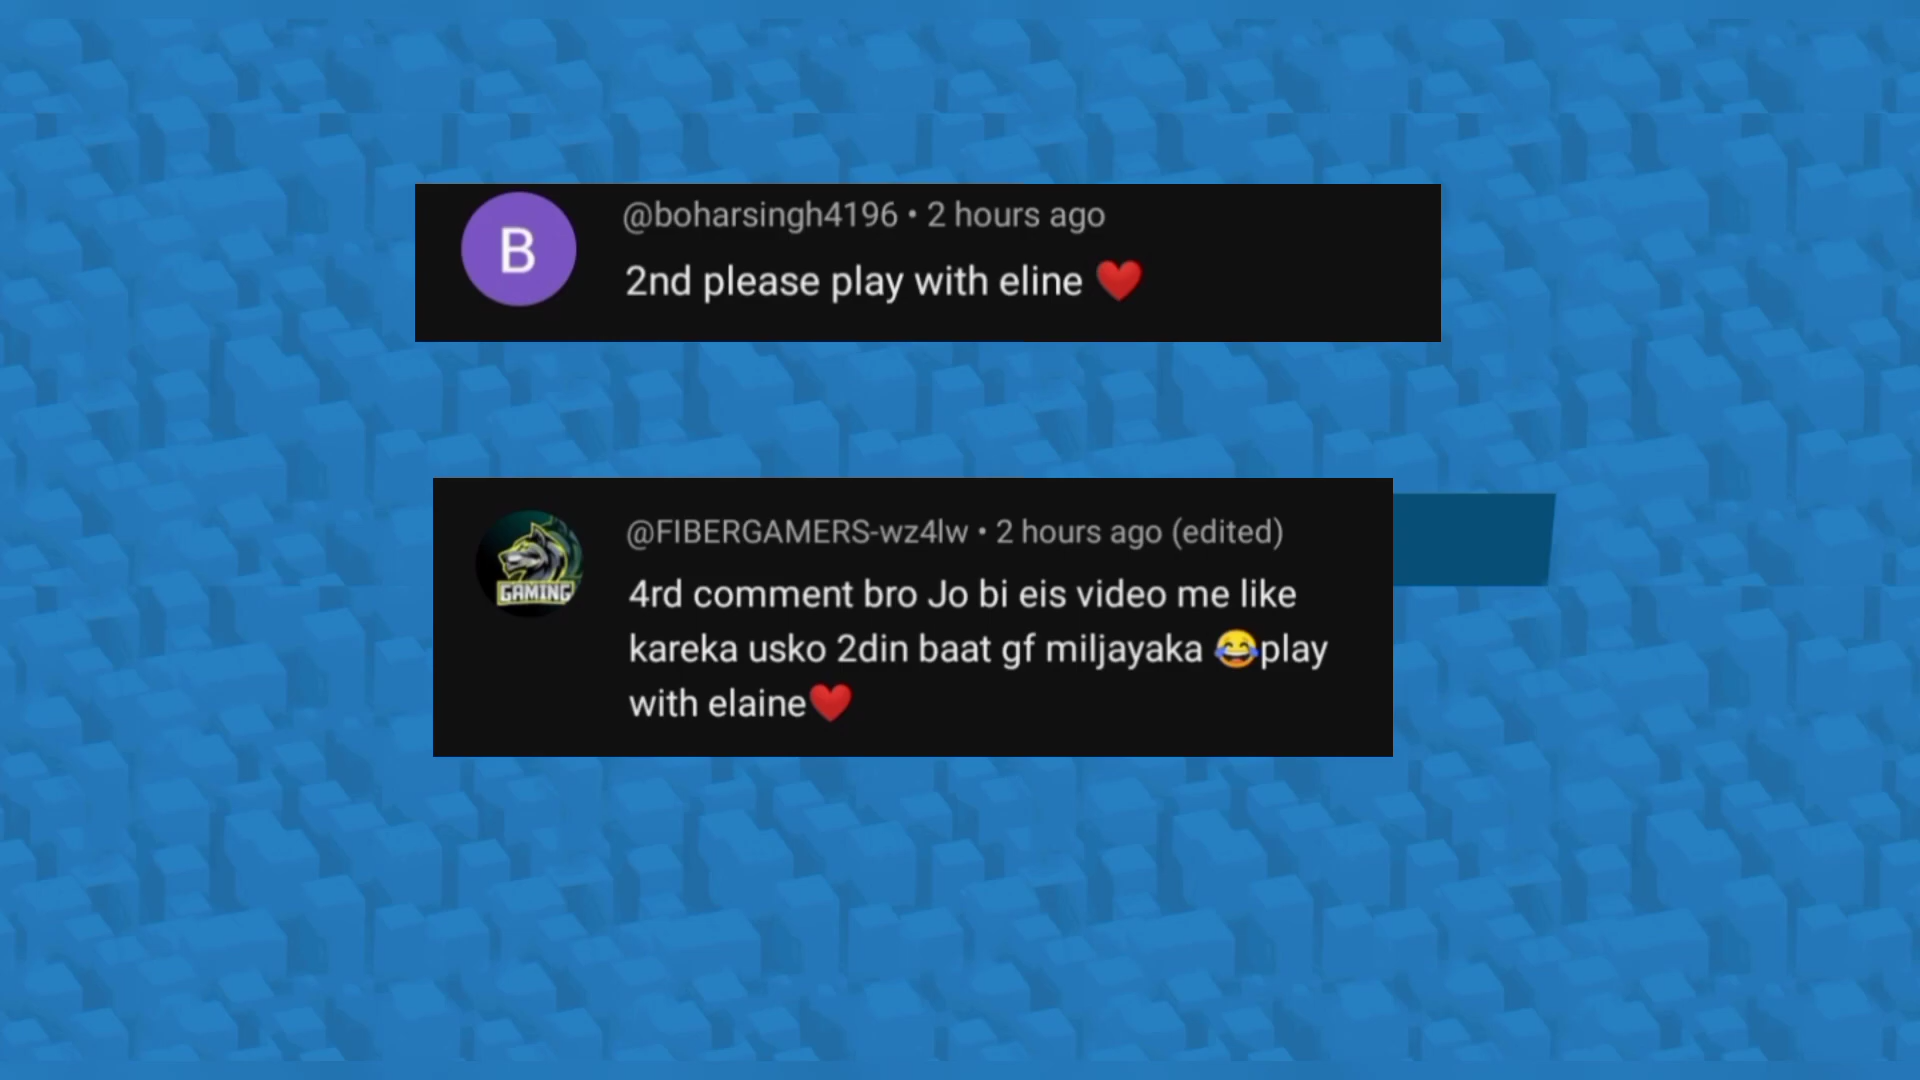 B
@boharsingh4196 • 2 hours ago
2nd please play with eline ❤️
GAMING
@FIBERGAMERS-wz4lw • 2 hours ago (edited)
4rd comment bro Jo bi eis video me like
kareka usko 2din baat gf miljayaka 😂play
with elaine❤️